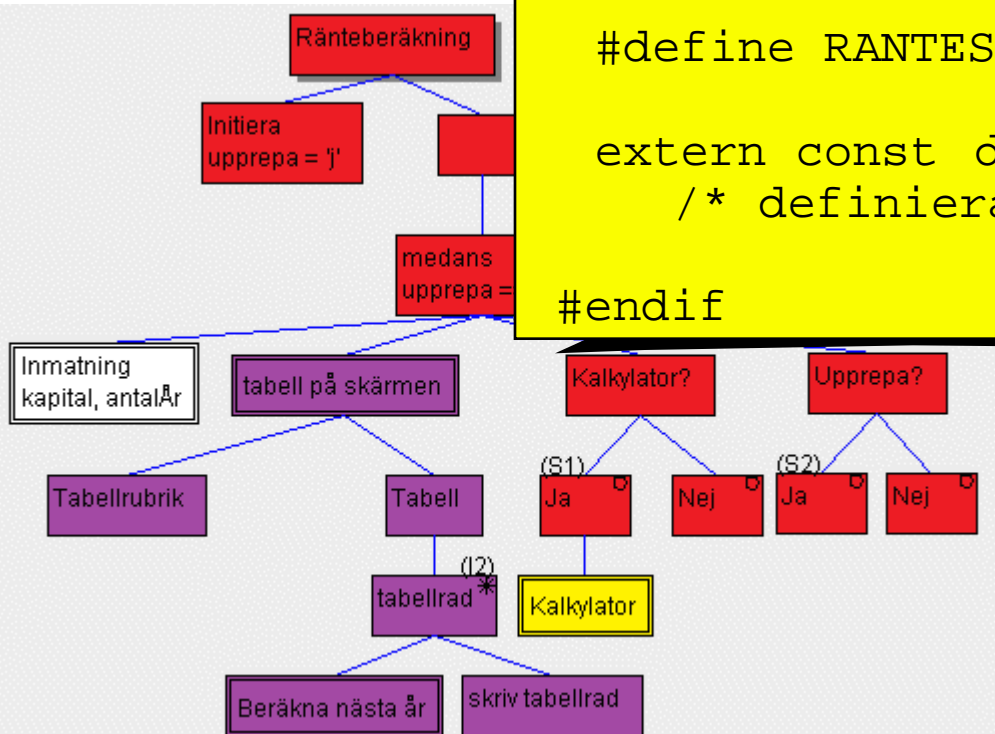 Ränteberäkning
#define RANTES
Initiera
upprepa = 'j'
extern const d
/* definiera
medans
upprepa =
#endif
Inmatning
kapital, antalÅr
tabell på skärmen
Kalkylator?
Upprepa?
Tabellrubrik
Tabell
(S1)
Ja
Nej
(S2)
Ja
Nej
(I2)
tabellrad *
Kalkylator
Beräkna nästa år
skriv tabellrad